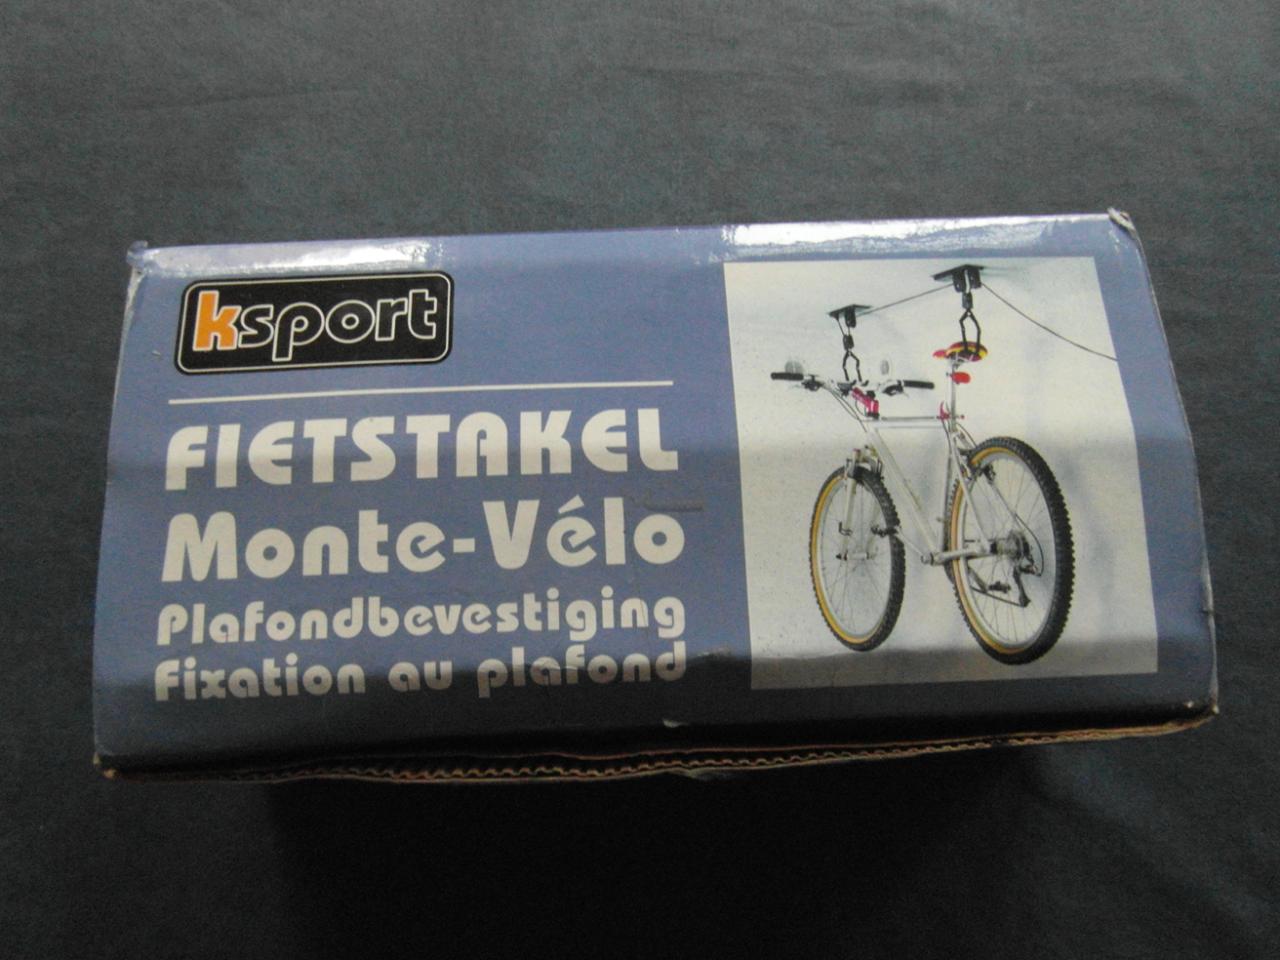 ksport
FIETSTAKEL
Monte-Vélo
Plafondbevestiging
Fixation au plafond